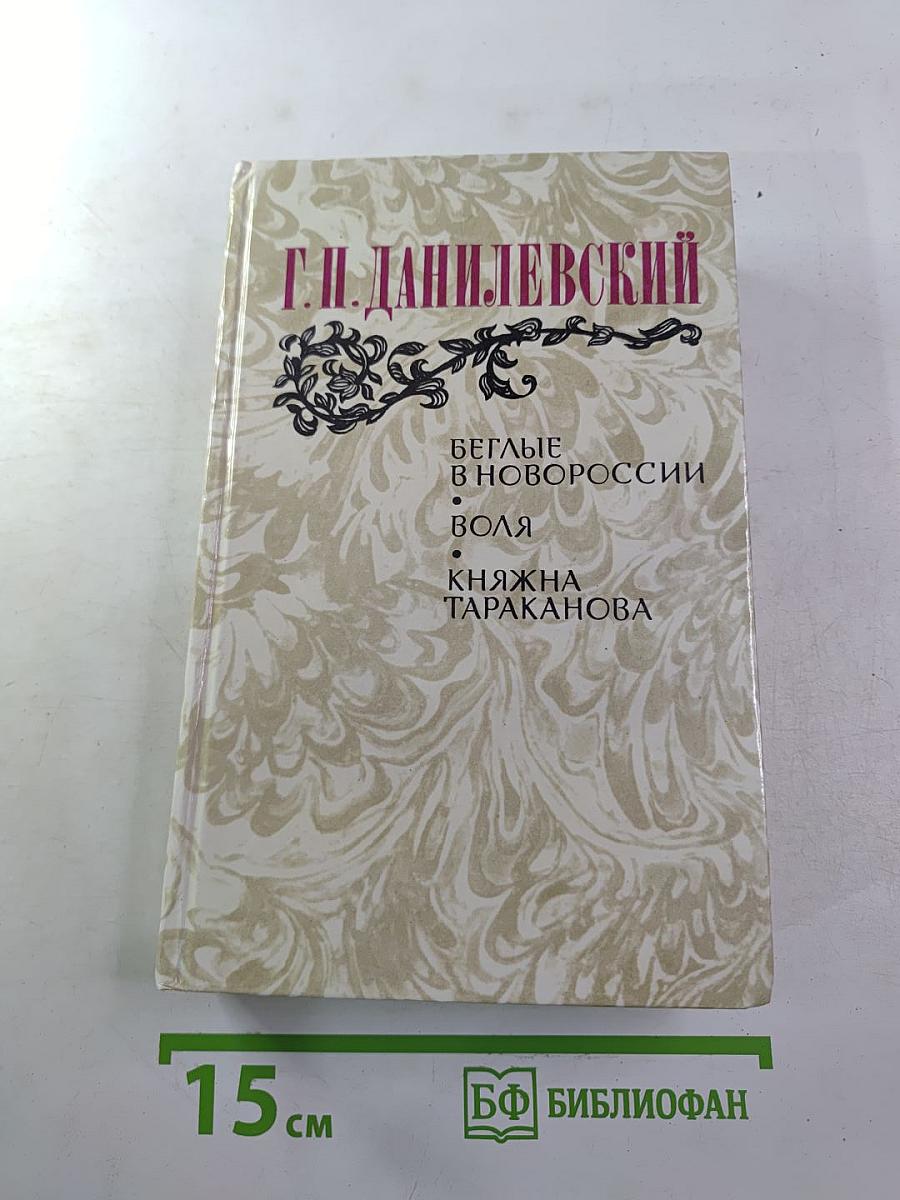 Г.П.ДАНИЛЕВСКИЙ
БЕГЛЫЕ
В НОВОРОССИИ
•
ВОЛЯ
•
КНЯЖНА
ТАРАКАНОВА
15 см
БФ БИБЛИОФАН